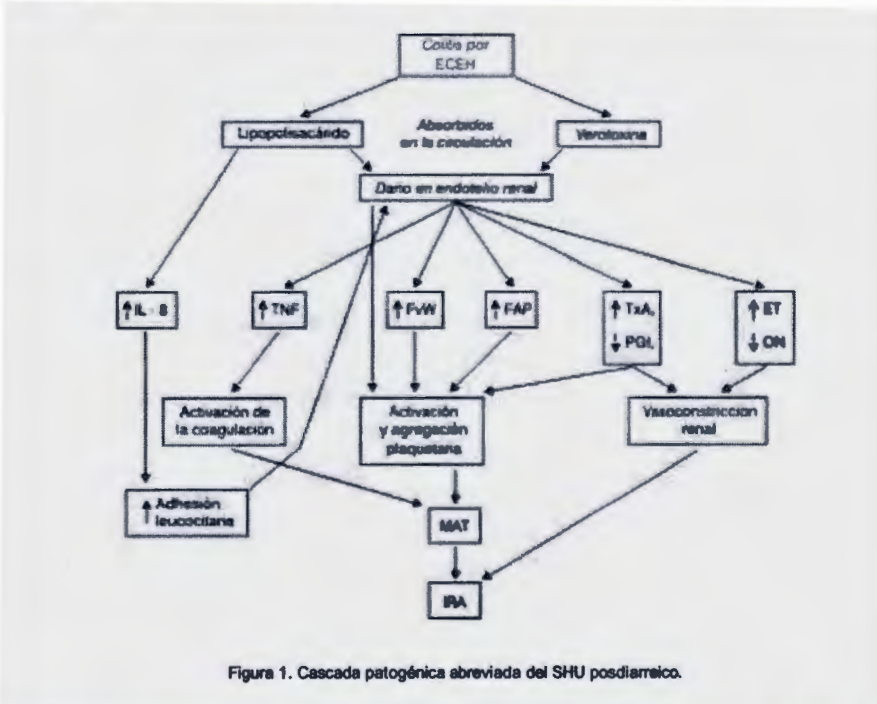 Colitis por
ECEH
Lipopolisacárido
Absorbidos
en la circulación
Verotoxina
Daño en endotelio renal
↑ IL - 8
↑ TNF
↑ FvW
↑ FAP
↑ TxA₂
↓ PGI₂
↑ ET
↓ ON
Activación de
la coagulación
Activación
y agregación
plaquetaria
Vasoconstricción
renal
↑ Adhesión
leucocitaria
MAT
IRA
Figura 1. Cascada patogénica abreviada del SHU posdiarreico.